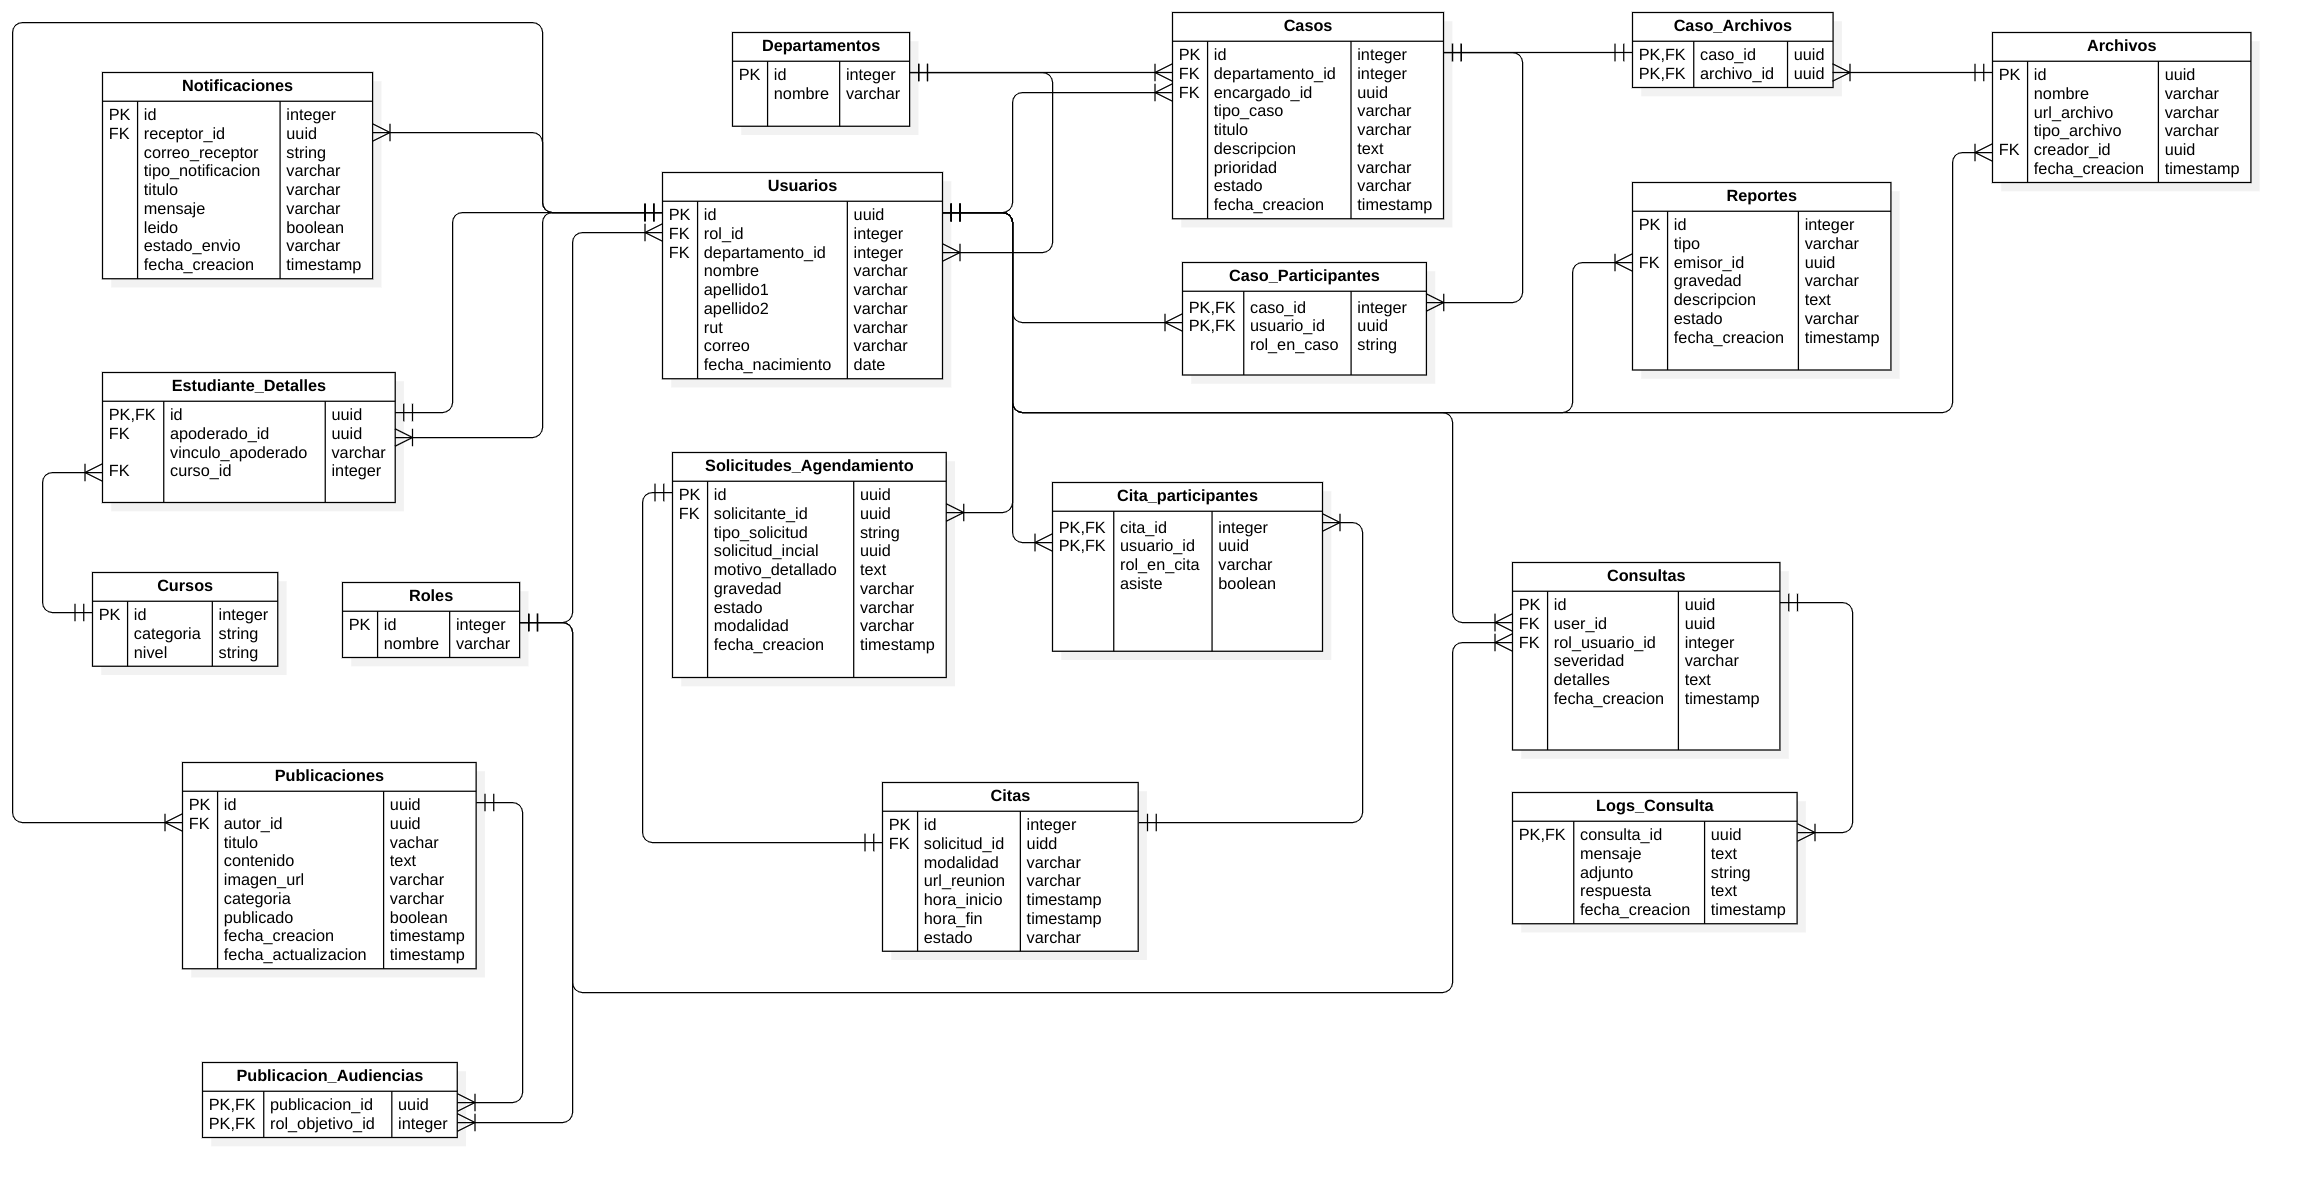 Departamentos
PK id integer
nombre varchar
Casos
PK id integer
FK departamento_id integer
FK encargado_id uuid
tipo_caso varchar
titulo varchar
descripcion text
prioridad varchar
estado varchar
fecha_creacion timestamp
Caso_Archivos
PK,FK caso_id uuid
PK,FK archivo_id uuid
Archivos
PK id uuid
nombre varchar
url_archivo varchar
tipo_archivo varchar
FK creador_id uuid
fecha_creacion timestamp
Notificaciones
PK id integer
FK receptor_id uuid
correo_receptor string
tipo_notificacion varchar
titulo varchar
mensaje varchar
leido boolean
estado_envio varchar
fecha_creacion timestamp
Usuarios
PK id uuid
FK rol_id integer
FK departamento_id integer
nombre varchar
apellido1 varchar
apellido2 varchar
rut varchar
correo varchar
fecha_nacimiento date
Caso_Participantes
PK,FK caso_id integer
PK,FK usuario_id uuid
rol_en_caso string
Reportes
PK id integer
tipo varchar
FK emisor_id uuid
gravedad varchar
descripcion text
estado varchar
fecha_creacion timestamp
Estudiante_Detalles
PK,FK id uuid
FK apoderado_id uuid
vinculo_apoderado varchar
FK curso_id integer
Solicitudes_Agendamiento
PK id uuid
FK solicitante_id uuid
tipo_solicitud string
solicitud_incial uuid
motivo_detallado text
gravedad varchar
estado varchar
modalidad varchar
fecha_creacion timestamp
Cita_participantes
PK,FK cita_id integer
PK,FK usuario_id uuid
rol_en_cita varchar
asiste boolean
Cursos
PK id integer
categoria string
nivel string
Roles
PK id integer
nombre varchar
Consultas
PK id uuid
FK user_id uuid
FK rol_usuario_id integer
severidad varchar
detalles text
fecha_creacion timestamp
Publicaciones
PK id uuid
FK autor_id uuid
titulo vachar
contenido text
imagen_url varchar
categoria varchar
publicado boolean
fecha_creacion timestamp
fecha_actualizacion timestamp
Citas
PK id integer
FK solicitud_id uidd
modalidad varchar
url_reunion varchar
hora_inicio timestamp
hora_fin timestamp
estado varchar
Logs_Consulta
PK,FK consulta_id uuid
mensaje text
adjunto string
respuesta text
fecha_creacion timestamp
Publicacion_Audiencias
PK,FK publicacion_id uuid
PK,FK rol_objetivo_id integer